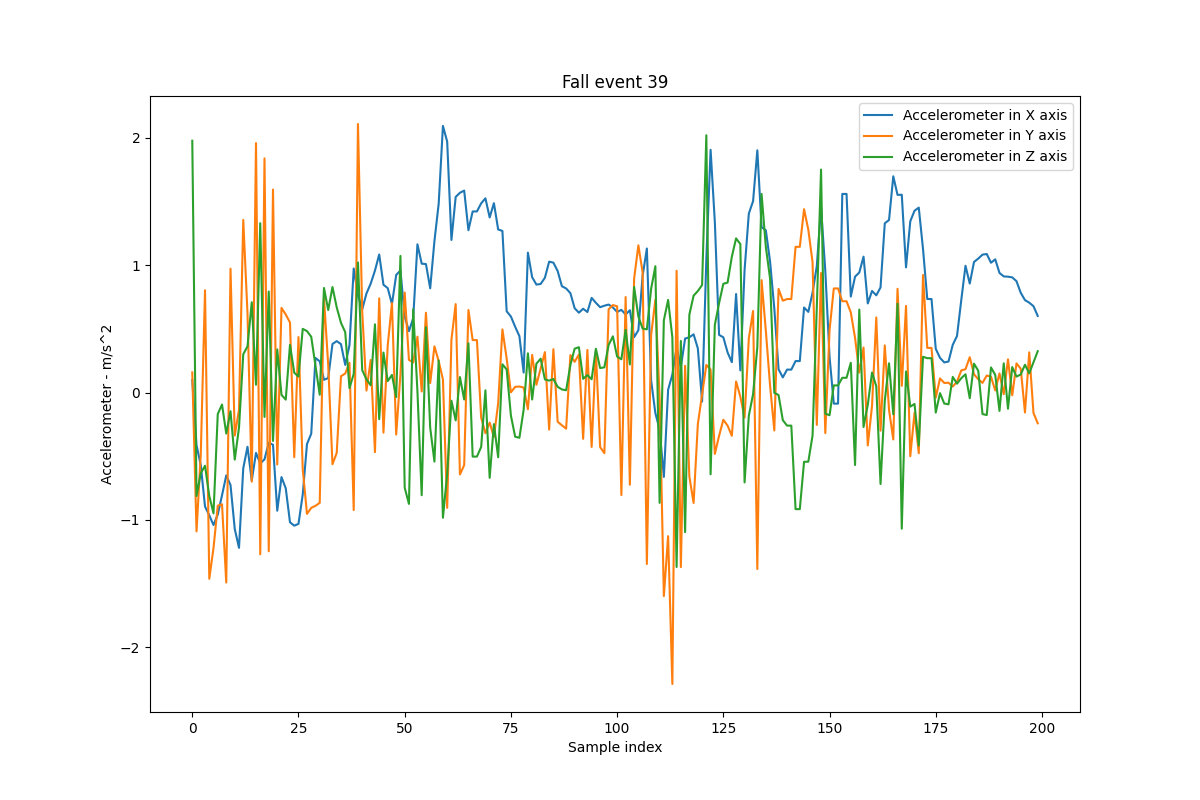 Fall event 39
Accelerometer in X axis
Accelerometer in Y axis
Accelerometer in Z axis
Accelerometer - m/s^2
2
1
0
−1
−2
0 25 50 75 100 125 150 175 200
Sample index